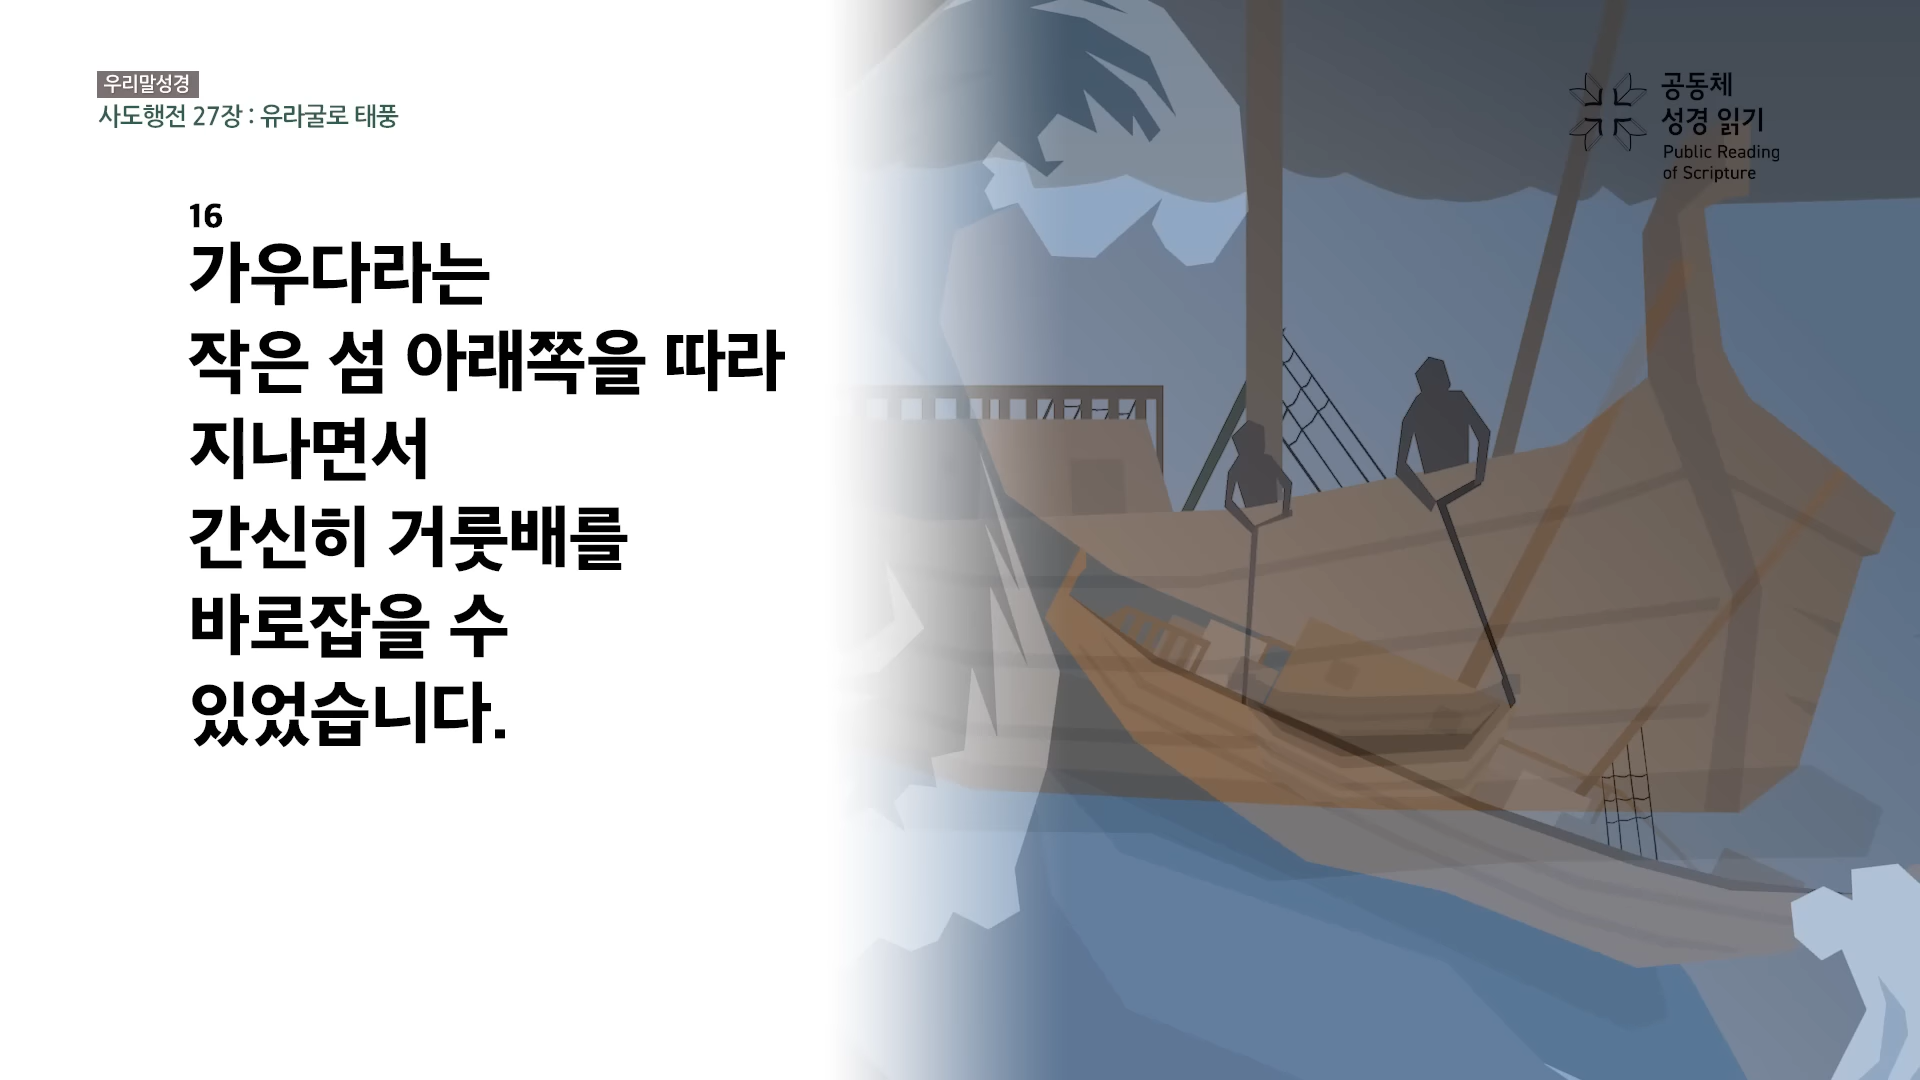 우리말성경
사도행전 27장 : 유라굴로 태풍
공동체
성경 읽기
Public Reading
of Scripture
16
가우다라는
작은 섬 아래쪽을 따라
지나면서
간신히 거룻배를
바로잡을 수
있었습니다.